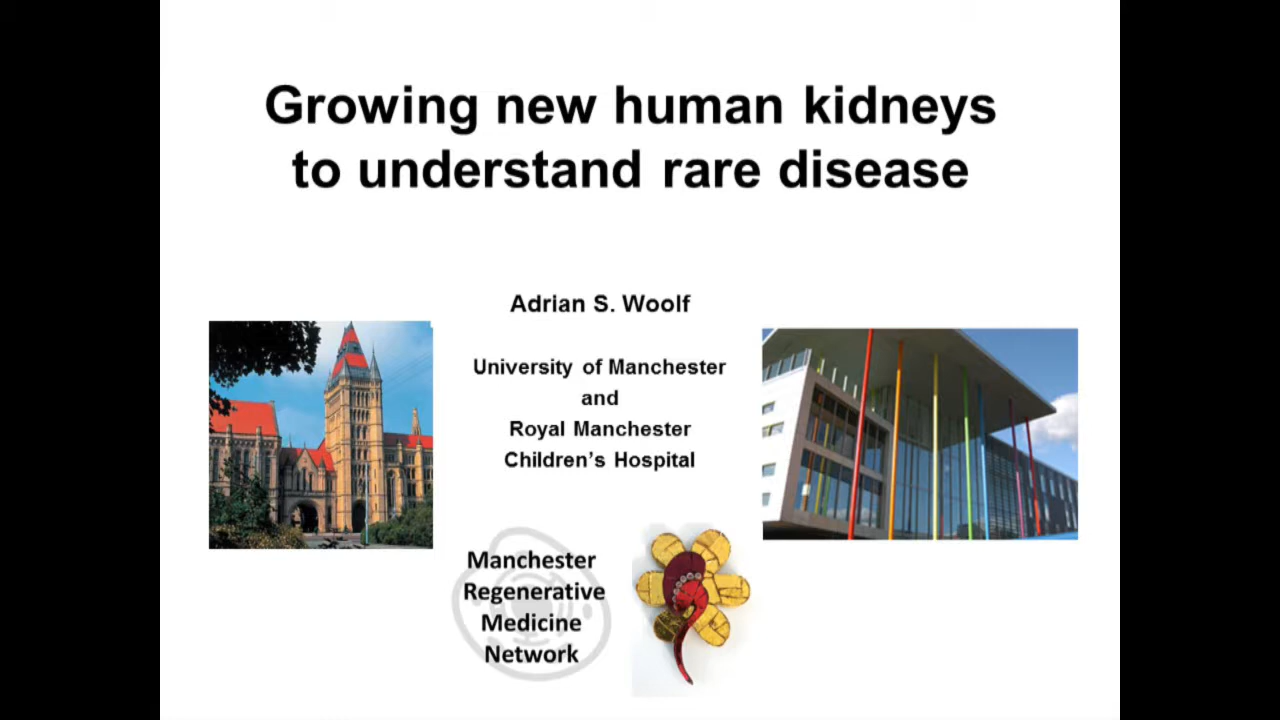 Growing new human kidneys
to understand rare disease
Adrian S. Woolf
University of Manchester
and
Royal Manchester
Children's Hospital
Manchester
Regenerative
Medicine
Network